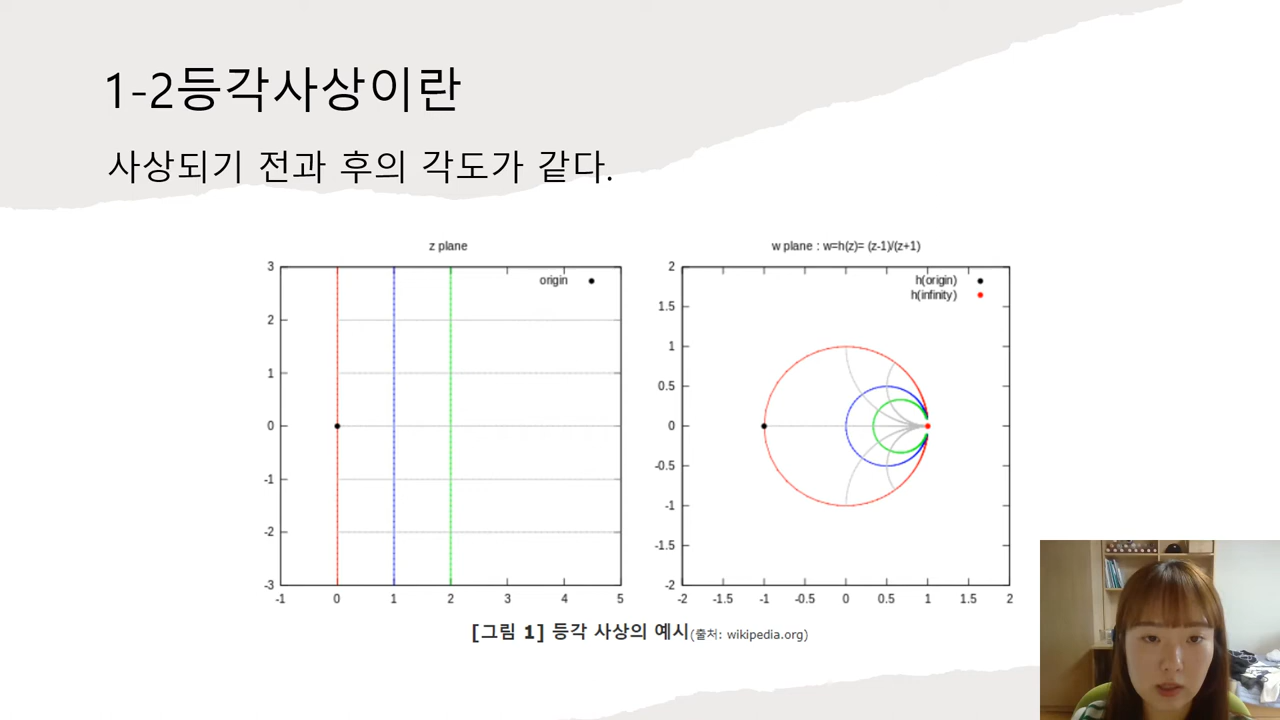 1-2등각사상이란
사상되기 전과 후의 각도가 같다.
z plane
origin
3
2
1
0
-1
-2
-3
-1 0 1 2 3 4 5
w plane : w=h(z)= (z-1)/(z+1)
h(origin)
h(infinity)
2
1.5
1
0.5
0
-0.5
-1
-1.5
-2
-2 -1.5 -1 -0.5 0 0.5 1 1.5 2
[그림 1] 등각 사상의 예시(출처: wikipedia.org)